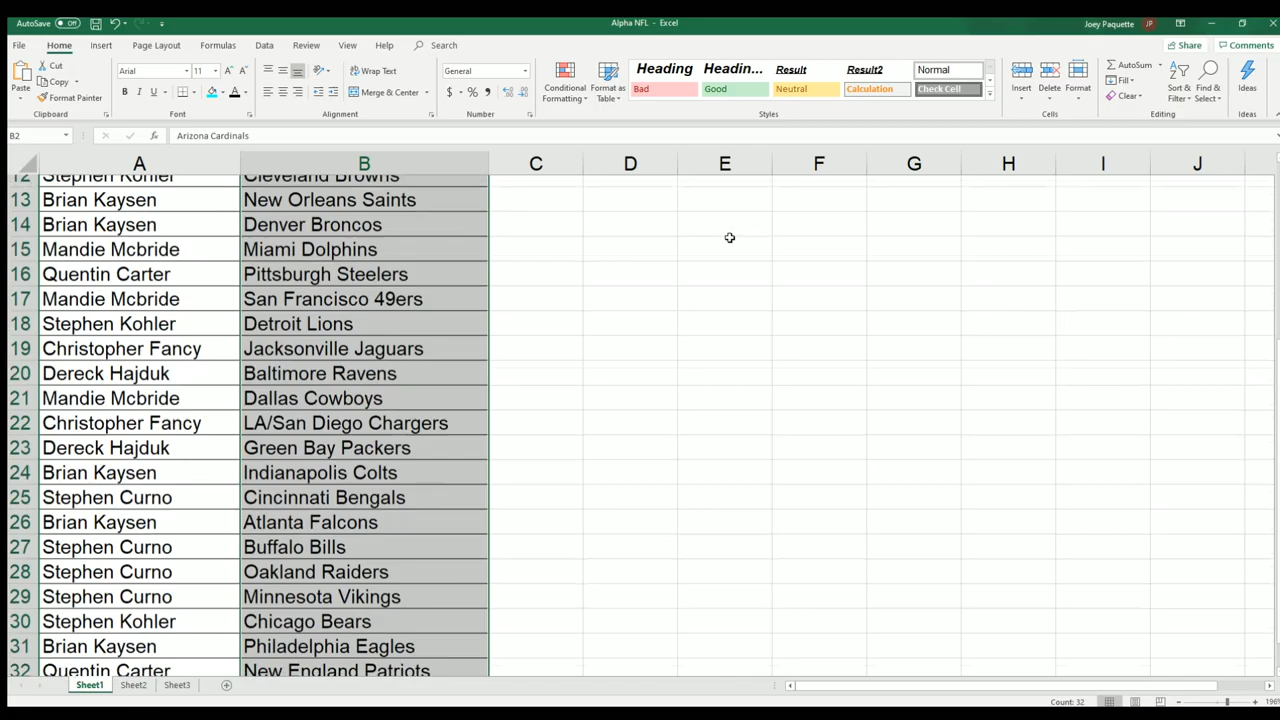 AutoSave Off
Alpha NFL - Excel
Joey Paquette JP
File Home Insert Page Layout Formulas Data Review View Help Search
Share Comments
Paste
Cut
Copy
Format Painter
Clipboard
Arial 11
B I U
Font
Wrap Text
Merge & Center
Alignment
General
$ % ,
Number
Conditional Formatting
Format as Table
Heading Headin... Result Result2 Normal
Bad Good Neutral Calculation Check Cell
Styles
Insert Delete Format
Cells
AutoSum
Fill
Clear
Sort & Filter
Find & Select
Editing
Ideas
Ideas
B2 fx Arizona Cardinals
A B C D E F G H I J
12 Stephen Kohler Cleveland Browns
13 Brian Kaysen New Orleans Saints
14 Brian Kaysen Denver Broncos
15 Mandie Mcbride Miami Dolphins
16 Quentin Carter Pittsburgh Steelers
17 Mandie Mcbride San Francisco 49ers
18 Stephen Kohler Detroit Lions
19 Christopher Fancy Jacksonville Jaguars
20 Dereck Hajduk Baltimore Ravens
21 Mandie Mcbride Dallas Cowboys
22 Christopher Fancy LA/San Diego Chargers
23 Dereck Hajduk Green Bay Packers
24 Brian Kaysen Indianapolis Colts
25 Stephen Curno Cincinnati Bengals
26 Brian Kaysen Atlanta Falcons
27 Stephen Curno Buffalo Bills
28 Stephen Curno Oakland Raiders
29 Stephen Curno Minnesota Vikings
30 Stephen Kohler Chicago Bears
31 Brian Kaysen Philadelphia Eagles
32 Quentin Carter New England Patriots
Sheet1 Sheet2 Sheet3
Count: 32